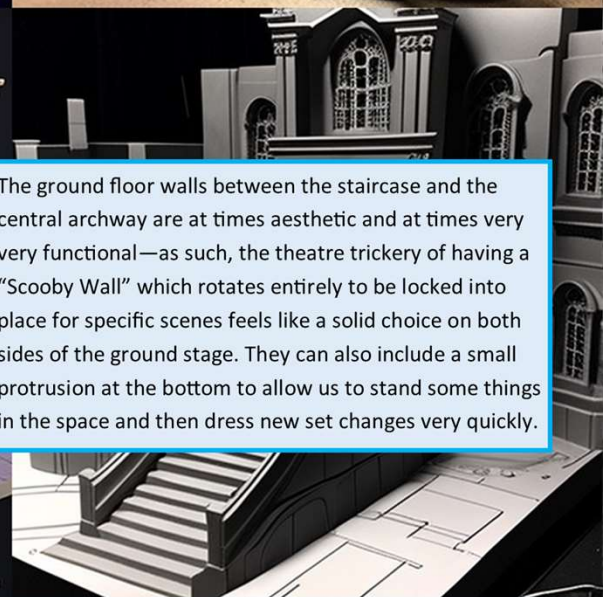 The ground floor walls between the staircase and the
central archway are at times aesthetic and at times very
very functional—as such, the theatre trickery of having a
“Scooby Wall” which rotates entirely to be locked into
place for specific scenes feels like a solid choice on both
sides of the ground stage. They can also include a small
protrusion at the bottom to allow us to stand some things
in the space and then dress new set changes very quickly.